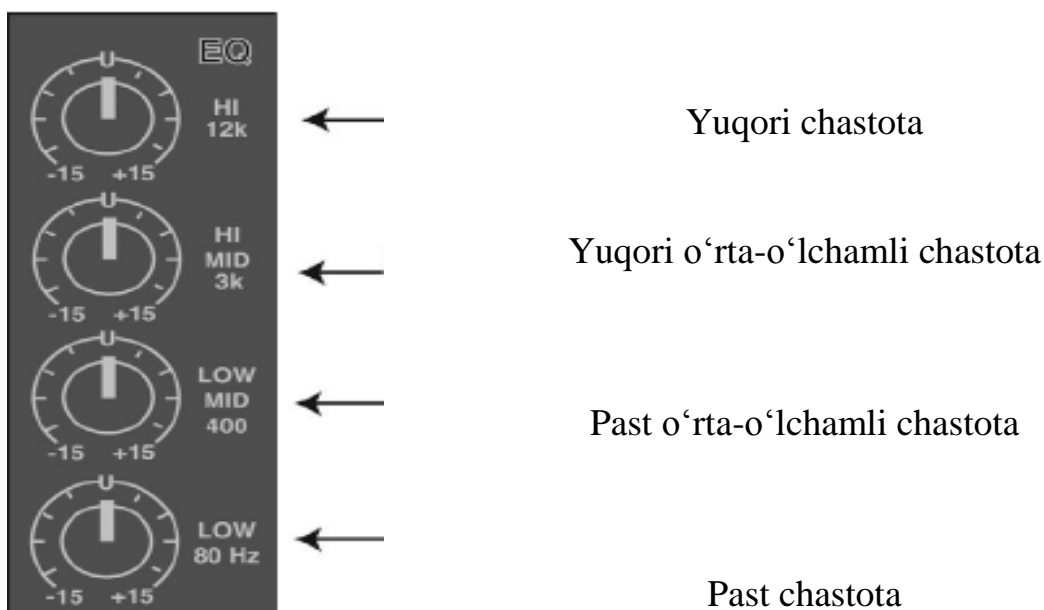 EQ
U
HI
12k
-15 +15
Yuqori chastota
U
HI
MID
3k
-15 +15
Yuqori o‘rta-o‘lchamli chastota
U
LOW
MID
400
-15 +15
Past o‘rta-o‘lchamli chastota
U
LOW
80 Hz
-15 +15
Past chastota